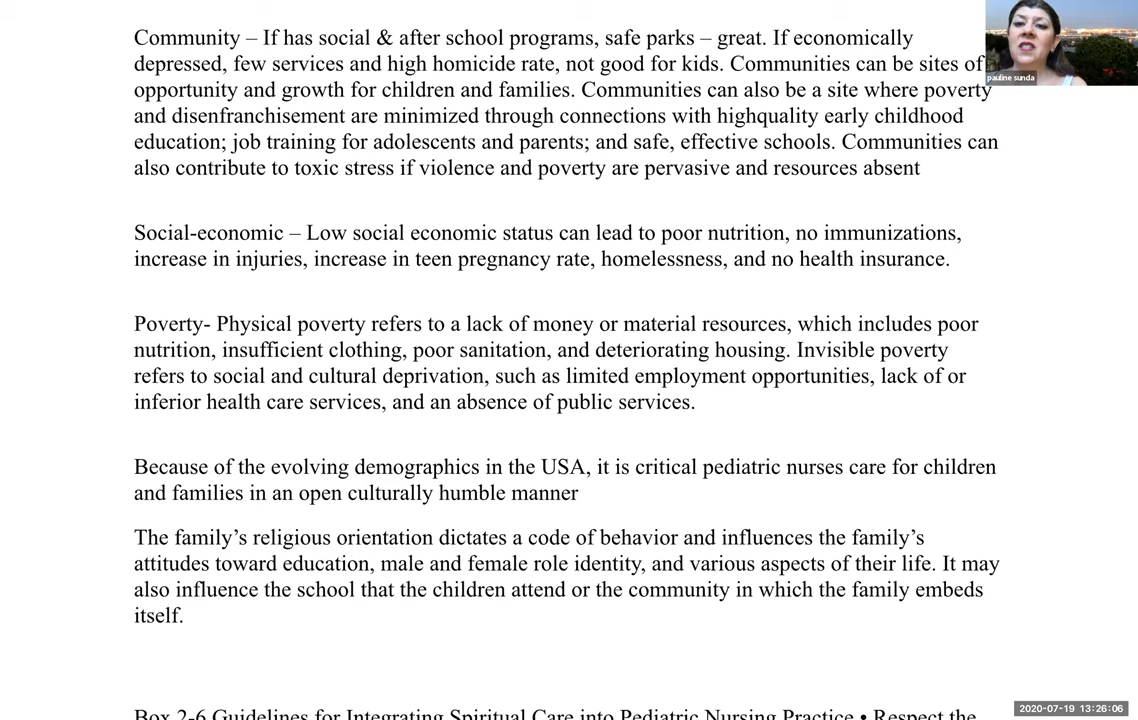 Community – If has social & after school programs, safe parks – great. If economically
depressed, few services and high homicide rate, not good for kids. Communities can be sites of
opportunity and growth for children and families. Communities can also be a site where poverty
and disenfranchisement are minimized through connections with highquality early childhood
education; job training for adolescents and parents; and safe, effective schools. Communities can
also contribute to toxic stress if violence and poverty are pervasive and resources absent
pauline sunda
Social-economic – Low social economic status can lead to poor nutrition, no immunizations,
increase in injuries, increase in teen pregnancy rate, homelessness, and no health insurance.
Poverty- Physical poverty refers to a lack of money or material resources, which includes poor
nutrition, insufficient clothing, poor sanitation, and deteriorating housing. Invisible poverty
refers to social and cultural deprivation, such as limited employment opportunities, lack of or
inferior health care services, and an absence of public services.
Because of the evolving demographics in the USA, it is critical pediatric nurses care for children
and families in an open culturally humble manner
The family’s religious orientation dictates a code of behavior and influences the family’s
attitudes toward education, male and female role identity, and various aspects of their life. It may
also influence the school that the children attend or the community in which the family embeds
itself.
Box 2-6 Guidelines for Integrating Spiritual Care into Pediatric Nursing Practice • Respect the
2020-07-19 13:26:06